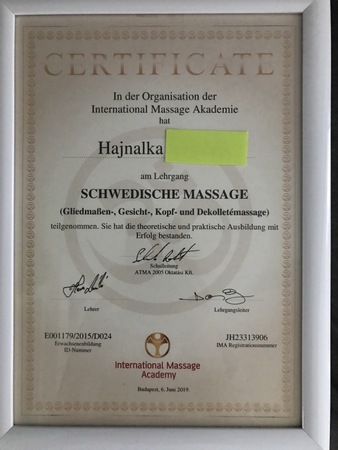 CERTIFICATE
In der Organisation der
International Massage Akademie
hat
Hajnalka
am Lehrgang
SCHWEDISCHE MASSAGE
(Gliedmaßen-, Gesicht-, Kopf- und Dekolletémassage)
teilgenommen. Sie hat die theoretische und praktische Ausbildung mit
Erfolg bestanden.
Schulleitung
ATMA 2005 Oktatási Kft.
Lehrer
Lehrgangsleiter
E001179/2015/D024
Erwachsenenbildung
ID-Nummer
JH23313906
IMA Registrationsnummer
International Massage
Academy
Budapest, 6. Juni 2019.